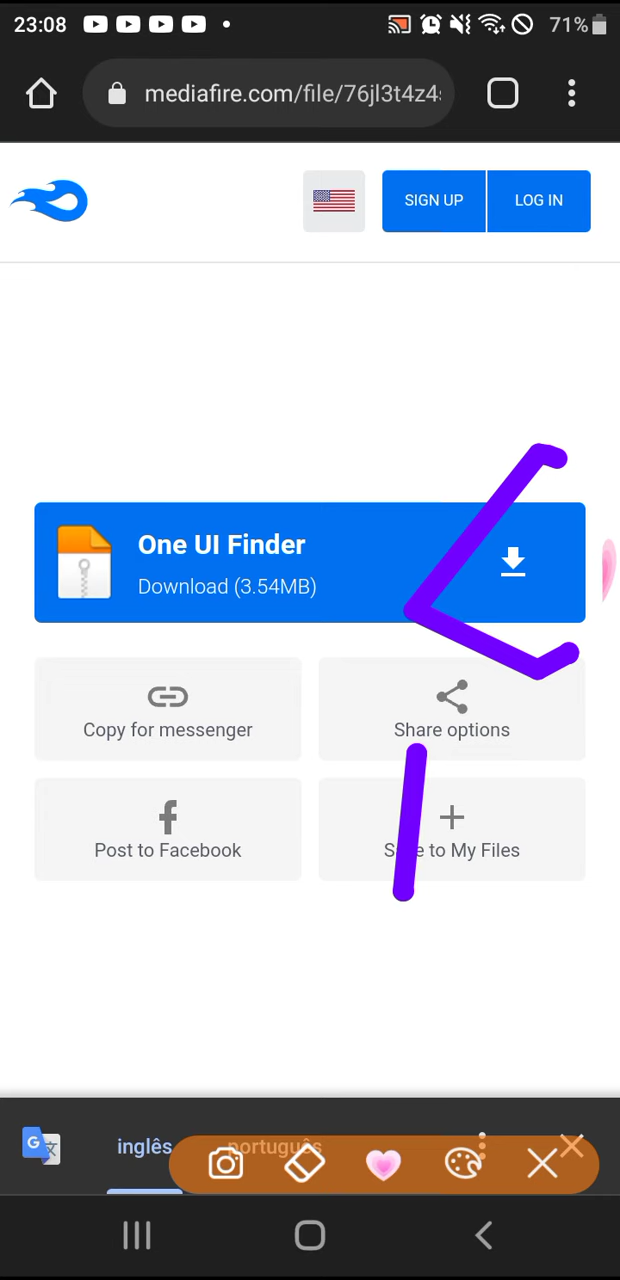 23:08
71%
mediafire.com/file/76jl3t4z4
SIGN UP
LOG IN
One UI Finder
Download (3.54MB)
Copy for messenger
Share options
Post to Facebook
to My Files
inglês
português